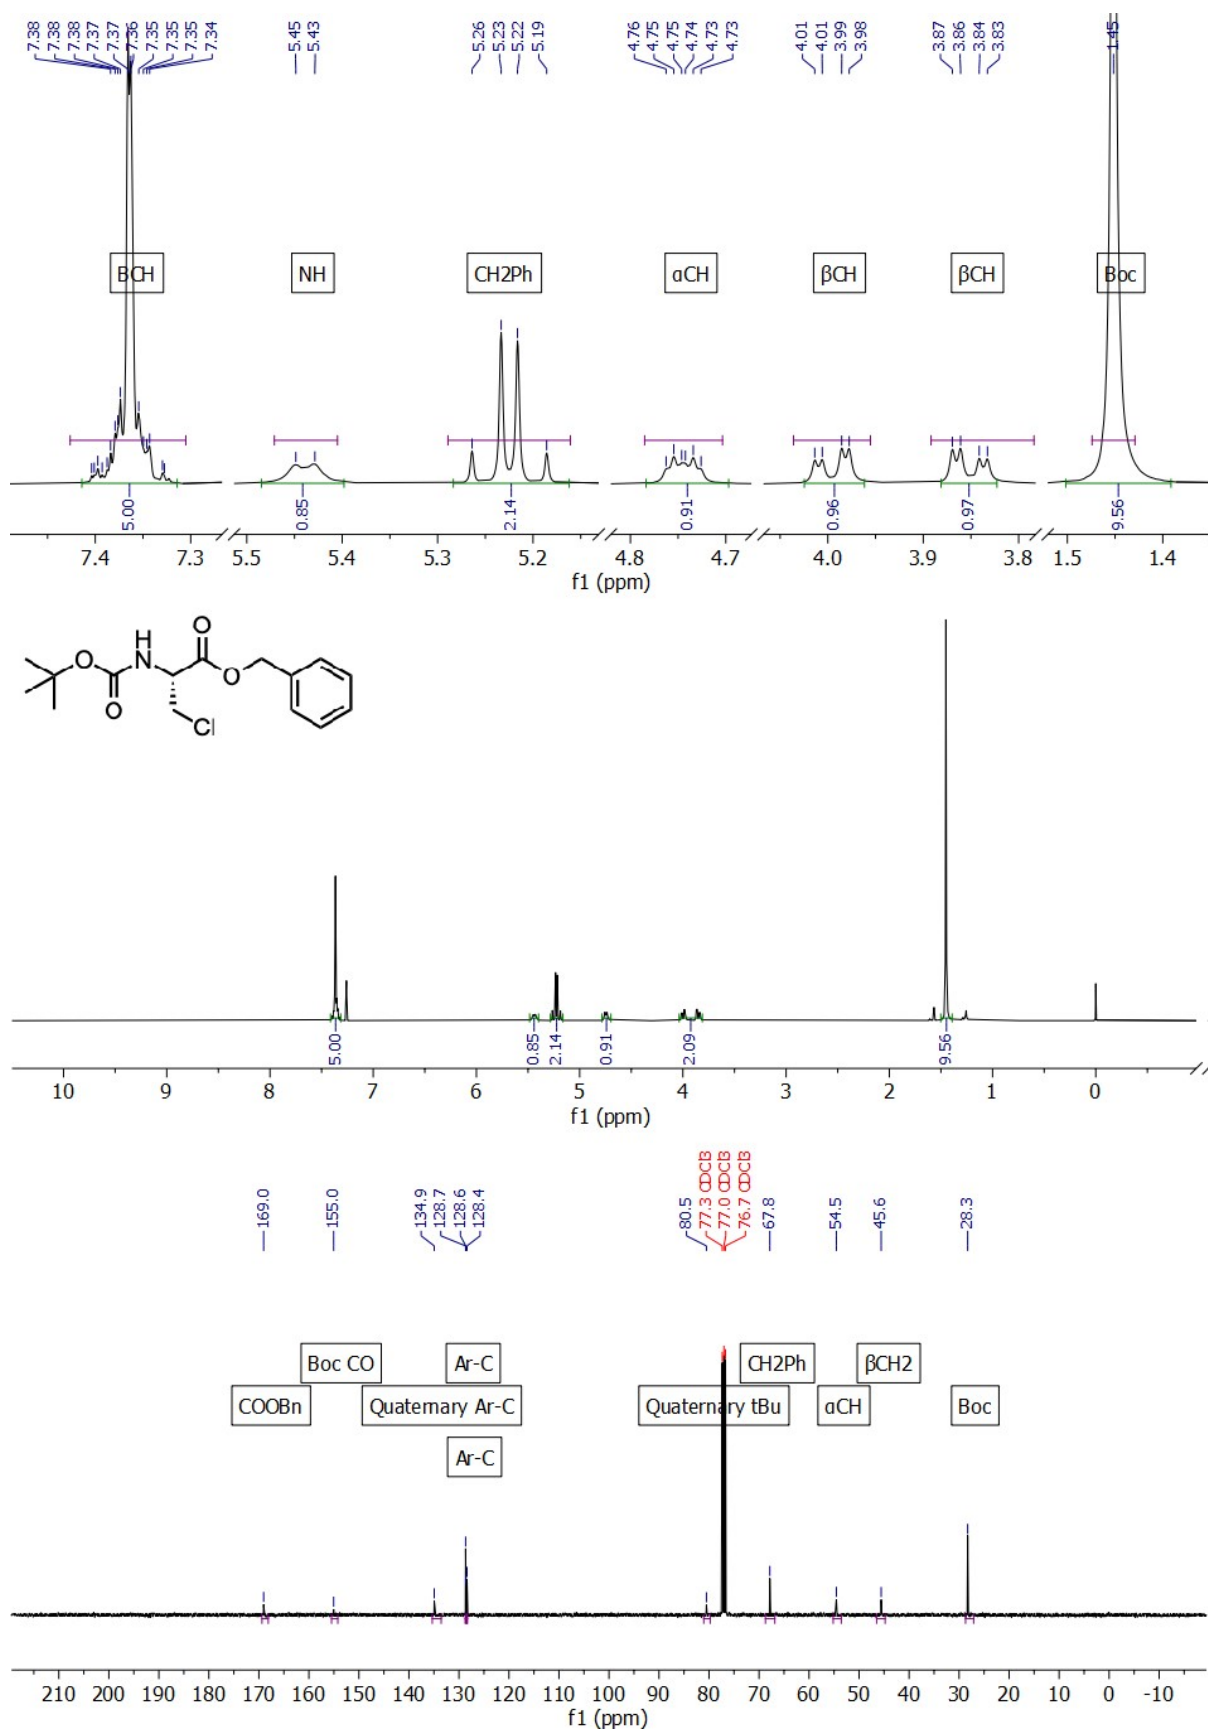 7.38 7.38 7.38 7.37 7.37 7.36 7.35 7.35 7.35 7.34 5.45 5.43 5.26 5.23 5.22 5.19 4.76 4.75 4.75 4.74 4.73 4.73 4.01 4.01 3.99 3.98 3.87 3.86 3.84 3.83 1.45
BCH NH CH2Ph αCH βCH βCH Boc
5.00 0.85 2.14 0.91 0.96 0.97 9.56
7.4 7.3 5.5 5.4 5.3 5.2 4.8 4.7 4.0 3.9 3.8 1.5 1.4
f1 (ppm)
H
O
O
N
O
O
Cl
5.00 0.85 2.14 0.91 2.09 9.56
10 9 8 7 6 5 4 3 2 1 0
f1 (ppm)
169.0 155.0 134.9 128.7 128.6 128.4 80.5 77.3 CDCl3 77.0 CDCl3 76.7 CDCl3 67.8 54.5 45.6 28.3
Boc CO Ar-C CH2Ph βCH2
COOBn Quaternary Ar-C Quaternary tBu αCH Boc
Ar-C
210 200 190 180 170 160 150 140 130 120 110 100 90 80 70 60 50 40 30 20 10 0 -10
f1 (ppm)